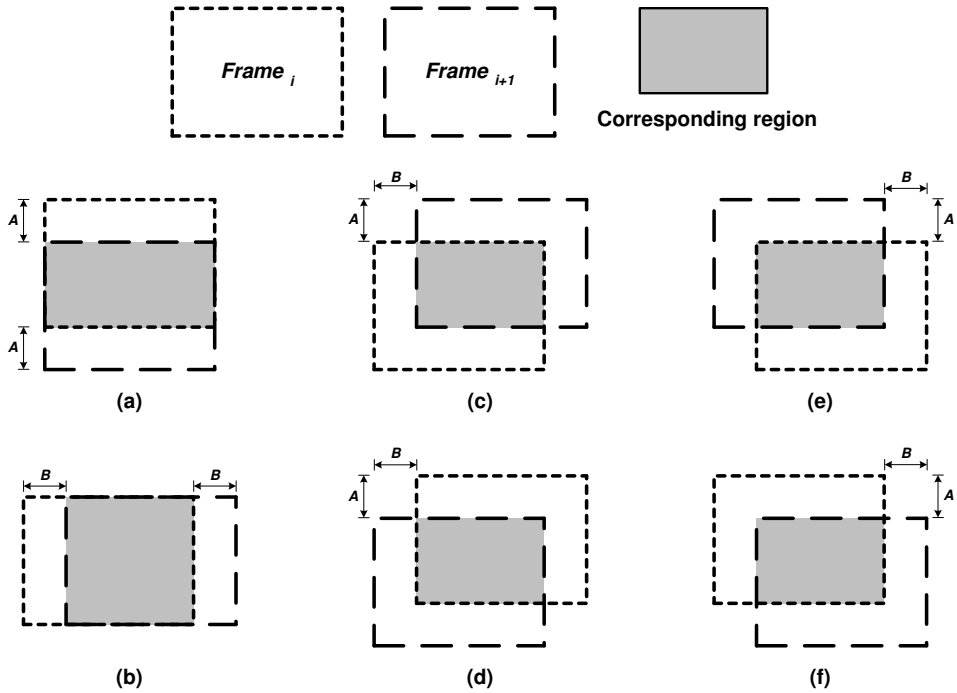 Frame i
Frame i+1
Corresponding region
B
B
A
A
A
A
(a)
(c)
(e)
B
B
B
B
A
A
(b)
(d)
(f)